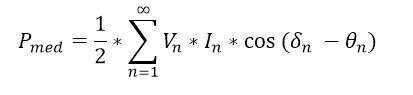 P_med = 1/2 * ∑_{n=1}^{∞} V_n * I_n * cos (δ_n − θ_n)